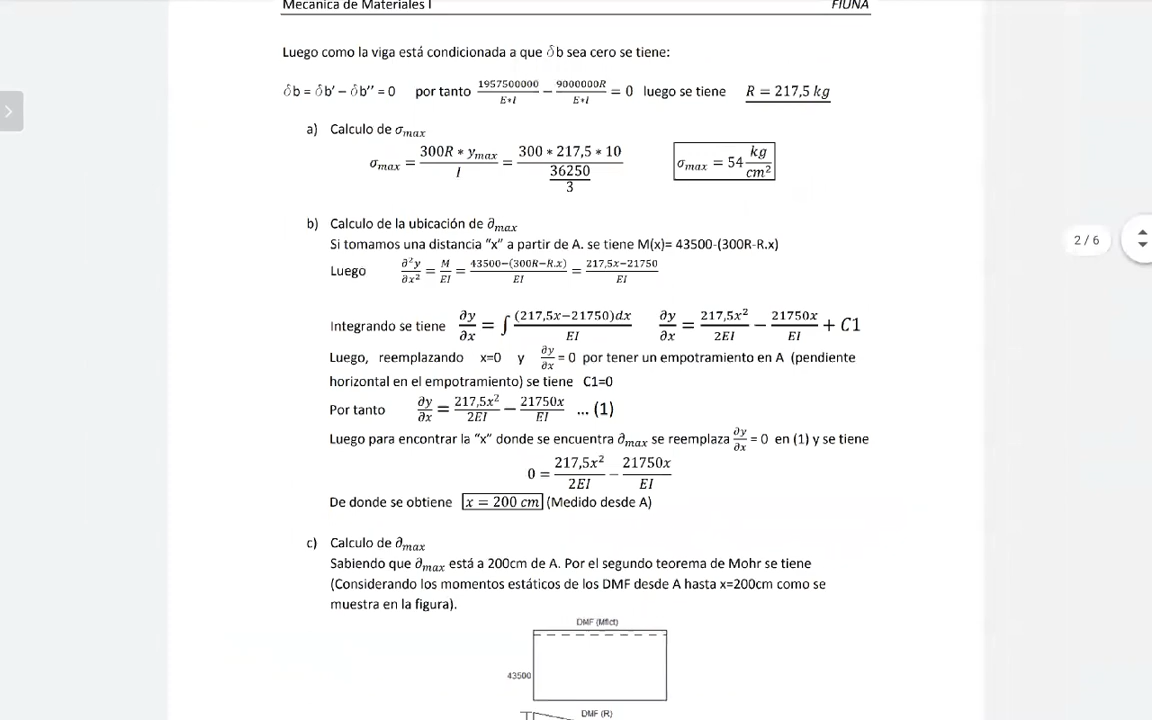 Mecanica de Materiales I FIUNA
Luego como la viga está condicionada a que δb sea cero se tiene:
δb = δb’ – δb’’ = 0 por tanto 1957500000/E*I − 9000000R/E*I = 0 luego se tiene R = 217,5 kg
a) Calculo de σmax
σmax = 300R * ymax / I = 300 * 217,5 * 10 / (36250/3) σmax = 54 kg/cm²
b) Calculo de la ubicación de ∂max
Si tomamos una distancia “x” a partir de A. se tiene M(x)= 43500-(300R-R.x)
Luego ∂²y/∂x² = M/EI = 43500−(300R−R.x)/EI = 217,5x−21750/EI
Integrando se tiene ∂y/∂x = ∫ (217,5x−21750)dx/EI ∂y/∂x = 217,5x²/2EI − 21750x/EI + C1
Luego, reemplazando x=0 y ∂y/∂x = 0 por tener un empotramiento en A (pendiente
horizontal en el empotramiento) se tiene C1=0
Por tanto ∂y/∂x = 217,5x²/2EI − 21750x/EI ... (1)
Luego para encontrar la “x” donde se encuentra ∂max se reemplaza ∂y/∂x = 0 en (1) y se tiene
0 = 217,5x²/2EI − 21750x/EI
De donde se obtiene x = 200 cm (Medido desde A)
c) Calculo de ∂max
Sabiendo que ∂max está a 200cm de A. Por el segundo teorema de Mohr se tiene
(Considerando los momentos estáticos de los DMF desde A hasta x=200cm como se
muestra en la figura).
DMF (Mfict)
43500
DMF (R)
2 / 6